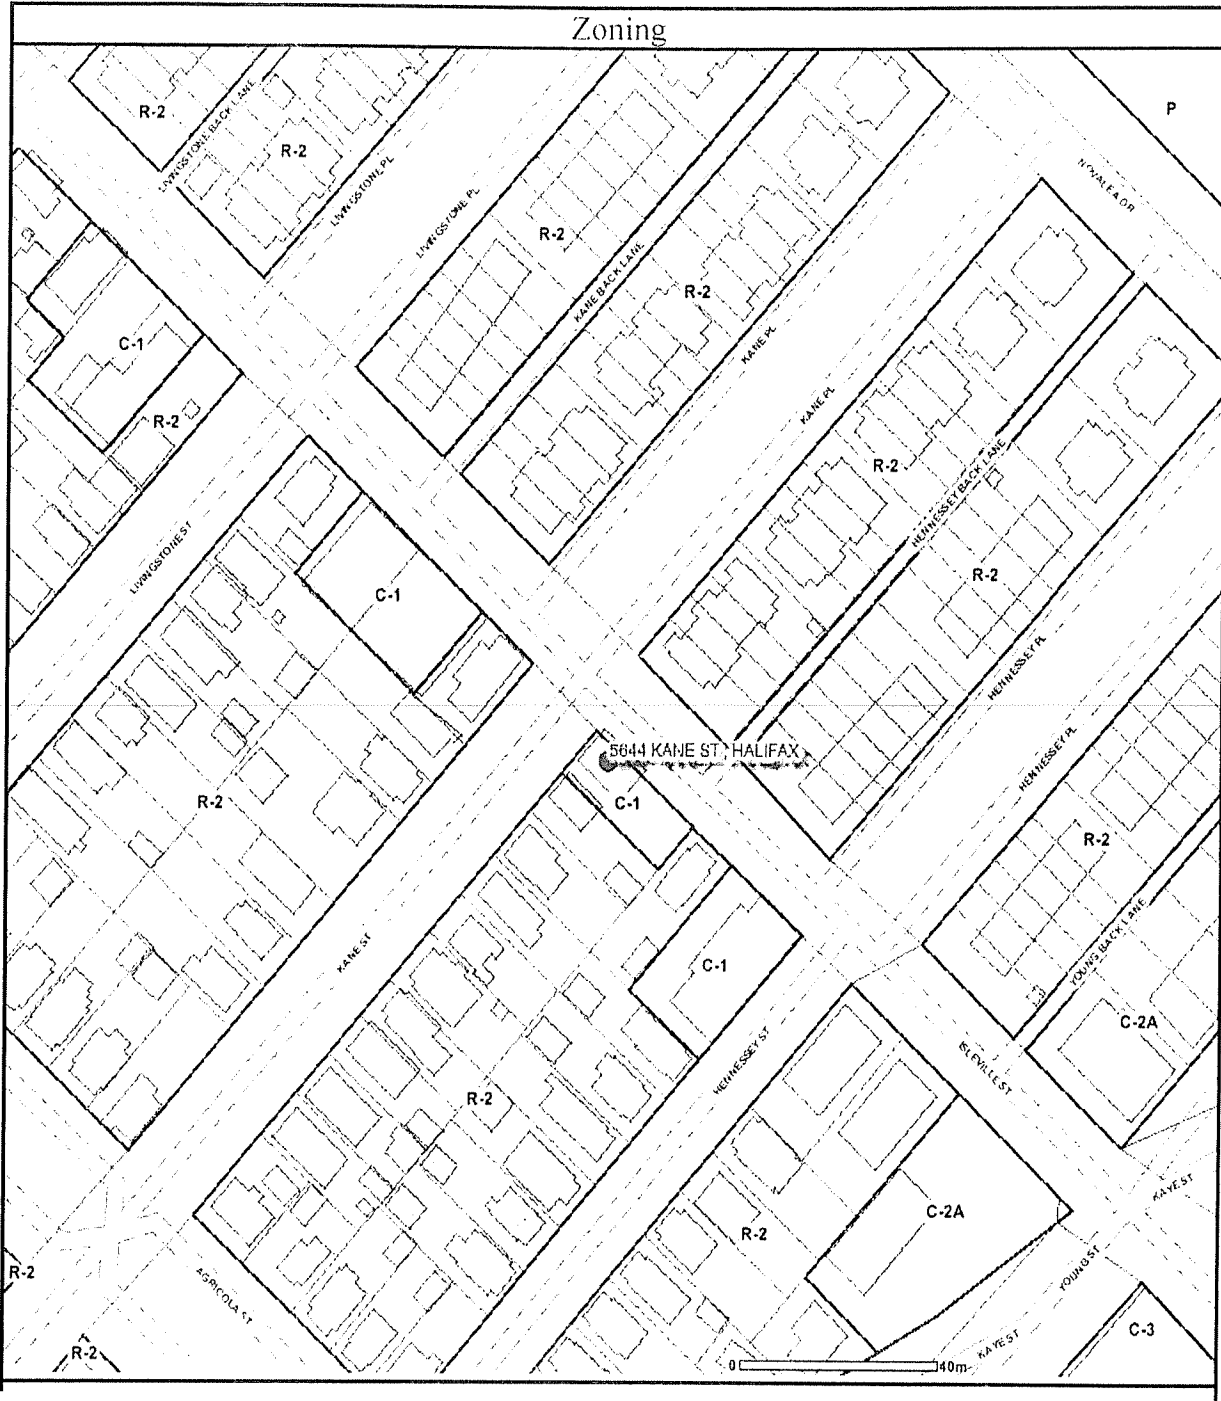 Zoning
R-2
LIVINGSTONE BACK LANE
R-2
LIVINGSTONE PL
LIVINGSTONE PL
R-2
KANE BACK LANE
R-2
KANE PL
P
NOVALEA DR
C-1
R-2
LIVINGSTONE ST
C-1
KANE PL
R-2
HENNESSEY BACK LANE
R-2
HENNESSEY PL
5644 KANE ST, HALIFAX
C-1
R-2
KANE ST
C-1
HENNESSEY PL
R-2
YOUNG BACK LANE
C-2A
ISLEVILLE ST
HENNESSEY ST
R-2
R-2
C-2A
KAYE ST
YOUNG ST
KAYE ST
C-3
R-2
AGRICOLA ST
R-2
0 40m